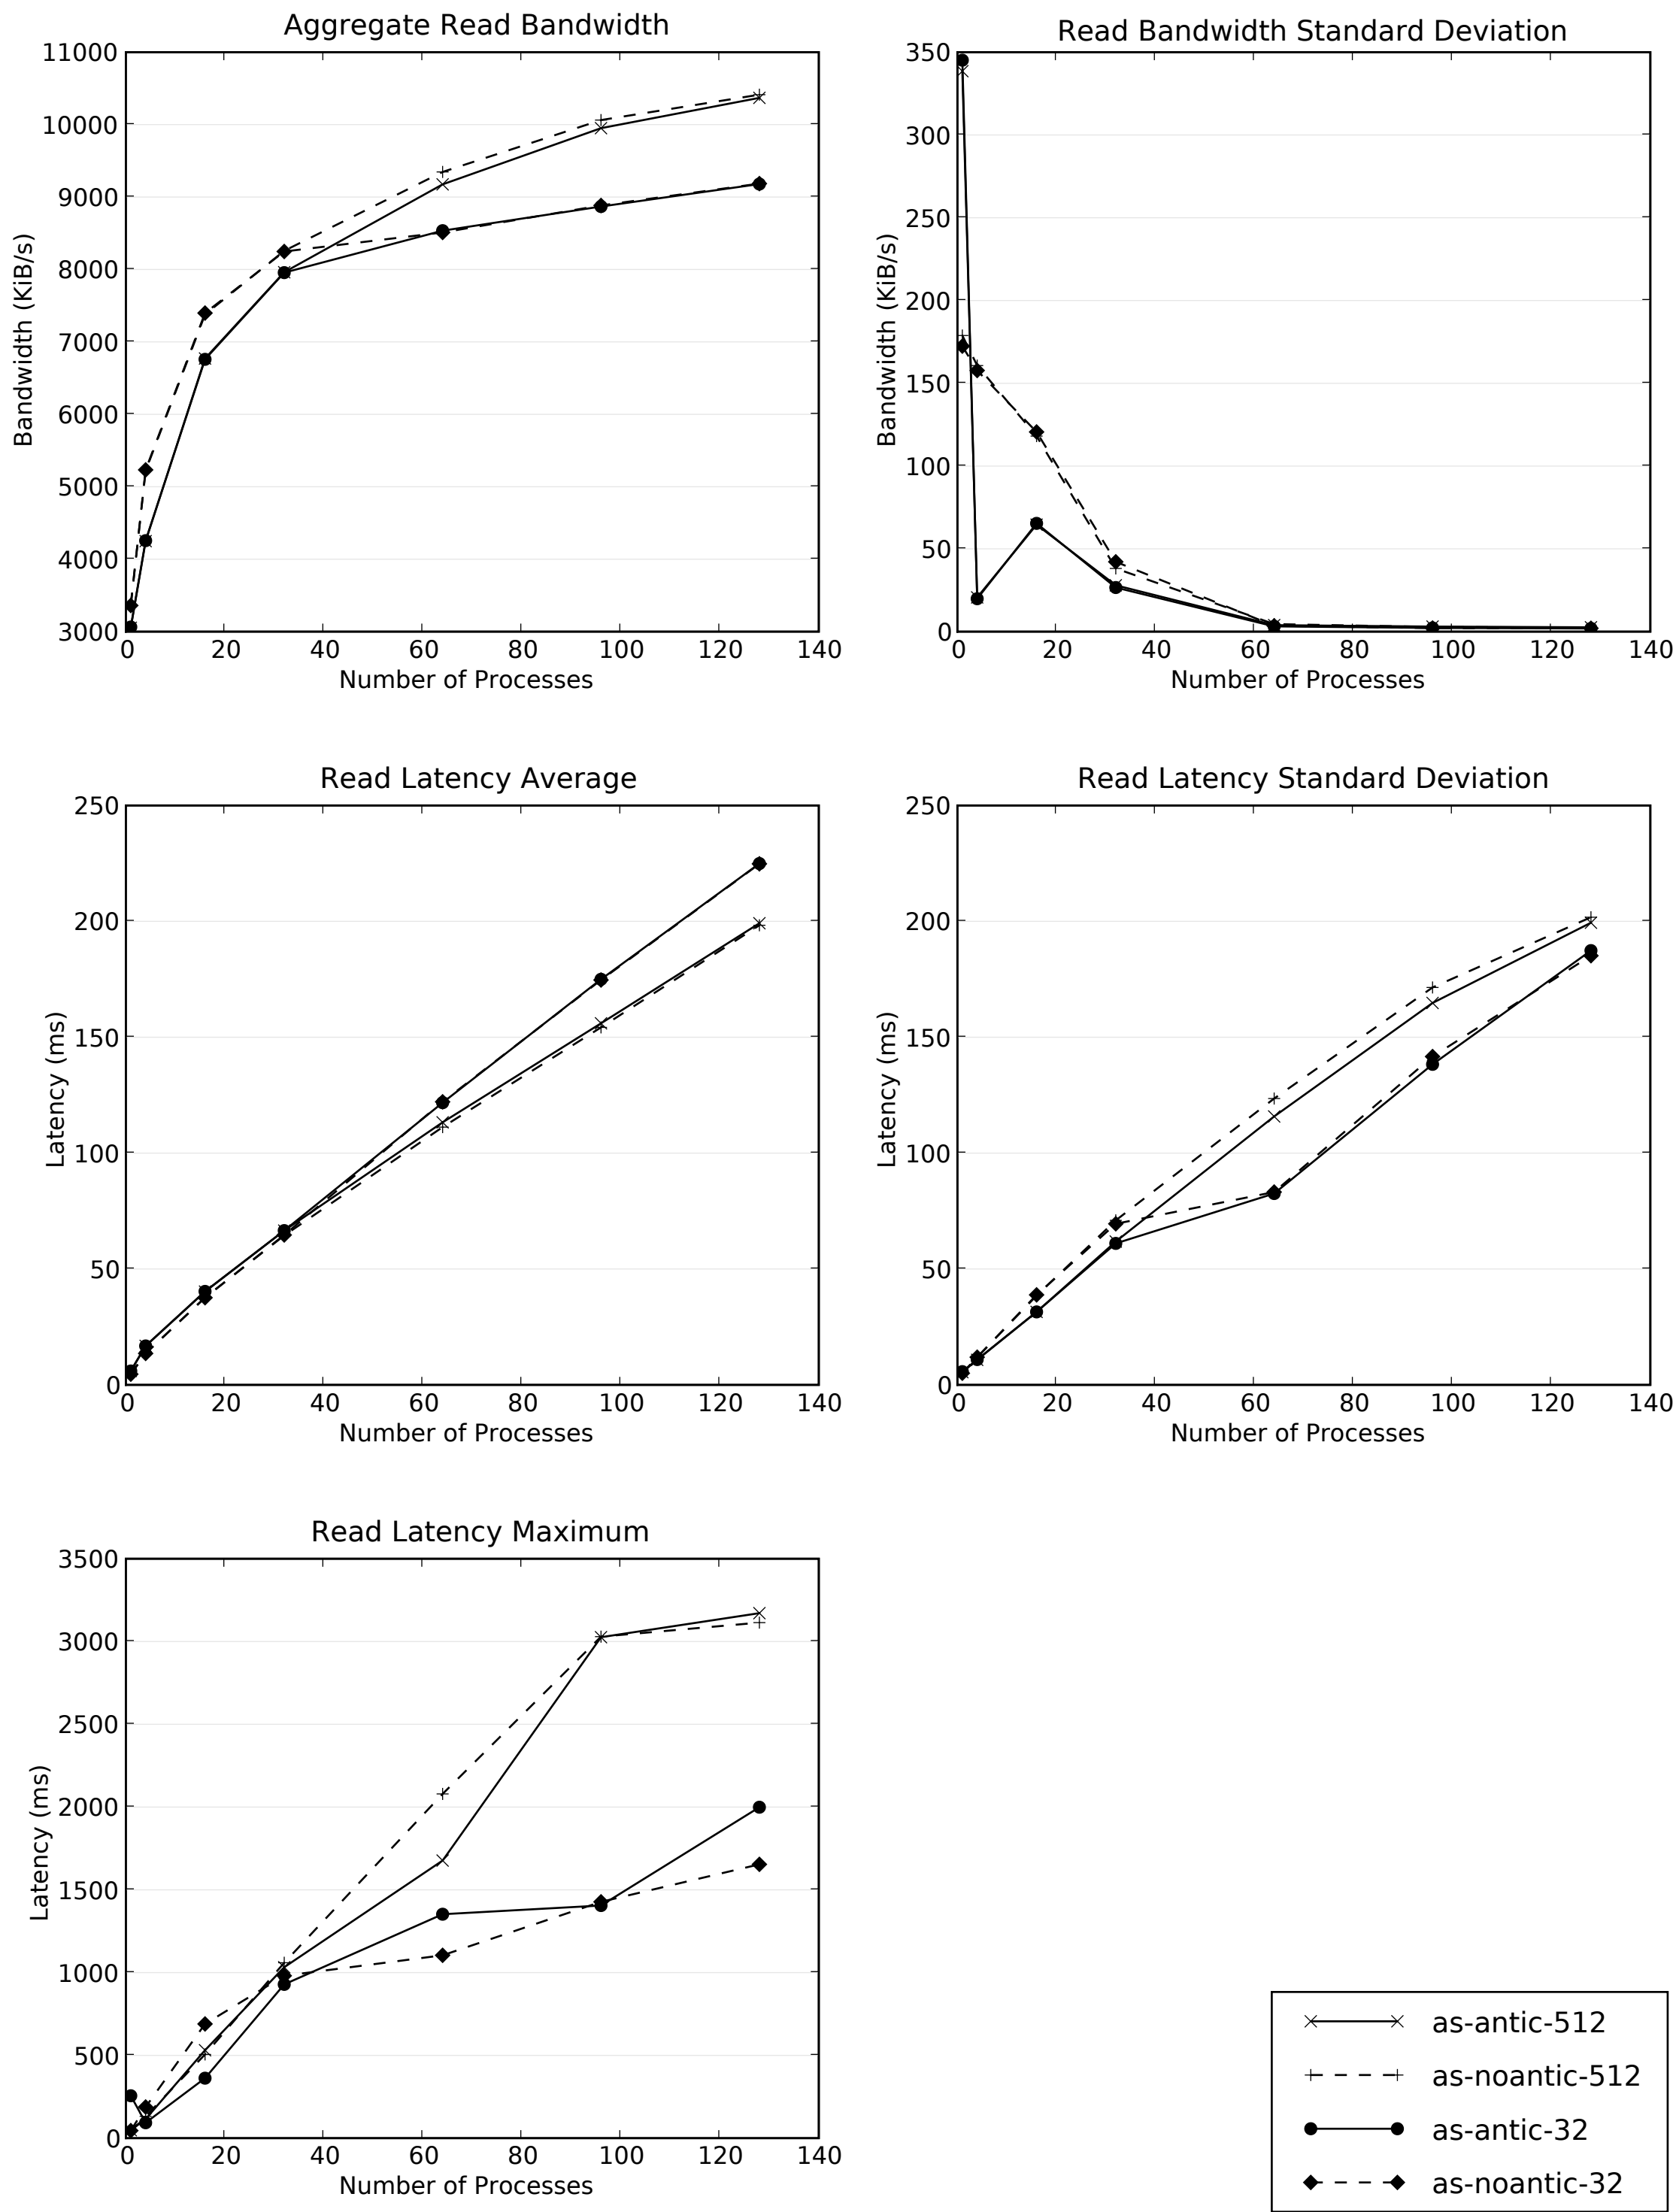 Aggregate Read Bandwidth
11000
10000
9000
8000
7000
6000
5000
4000
3000
Bandwidth (KiB/s)
0 20 40 60 80 100 120 140
Number of Processes
Read Bandwidth Standard Deviation
350
300
250
200
150
100
50
0
Bandwidth (KiB/s)
0 20 40 60 80 100 120 140
Number of Processes
Read Latency Average
250
200
150
100
50
0
Latency (ms)
0 20 40 60 80 100 120 140
Number of Processes
Read Latency Standard Deviation
250
200
150
100
50
0
Latency (ms)
0 20 40 60 80 100 120 140
Number of Processes
Read Latency Maximum
3500
3000
2500
2000
1500
1000
500
0
Latency (ms)
0 20 40 60 80 100 120 140
Number of Processes
as-antic-512
as-noantic-512
as-antic-32
as-noantic-32